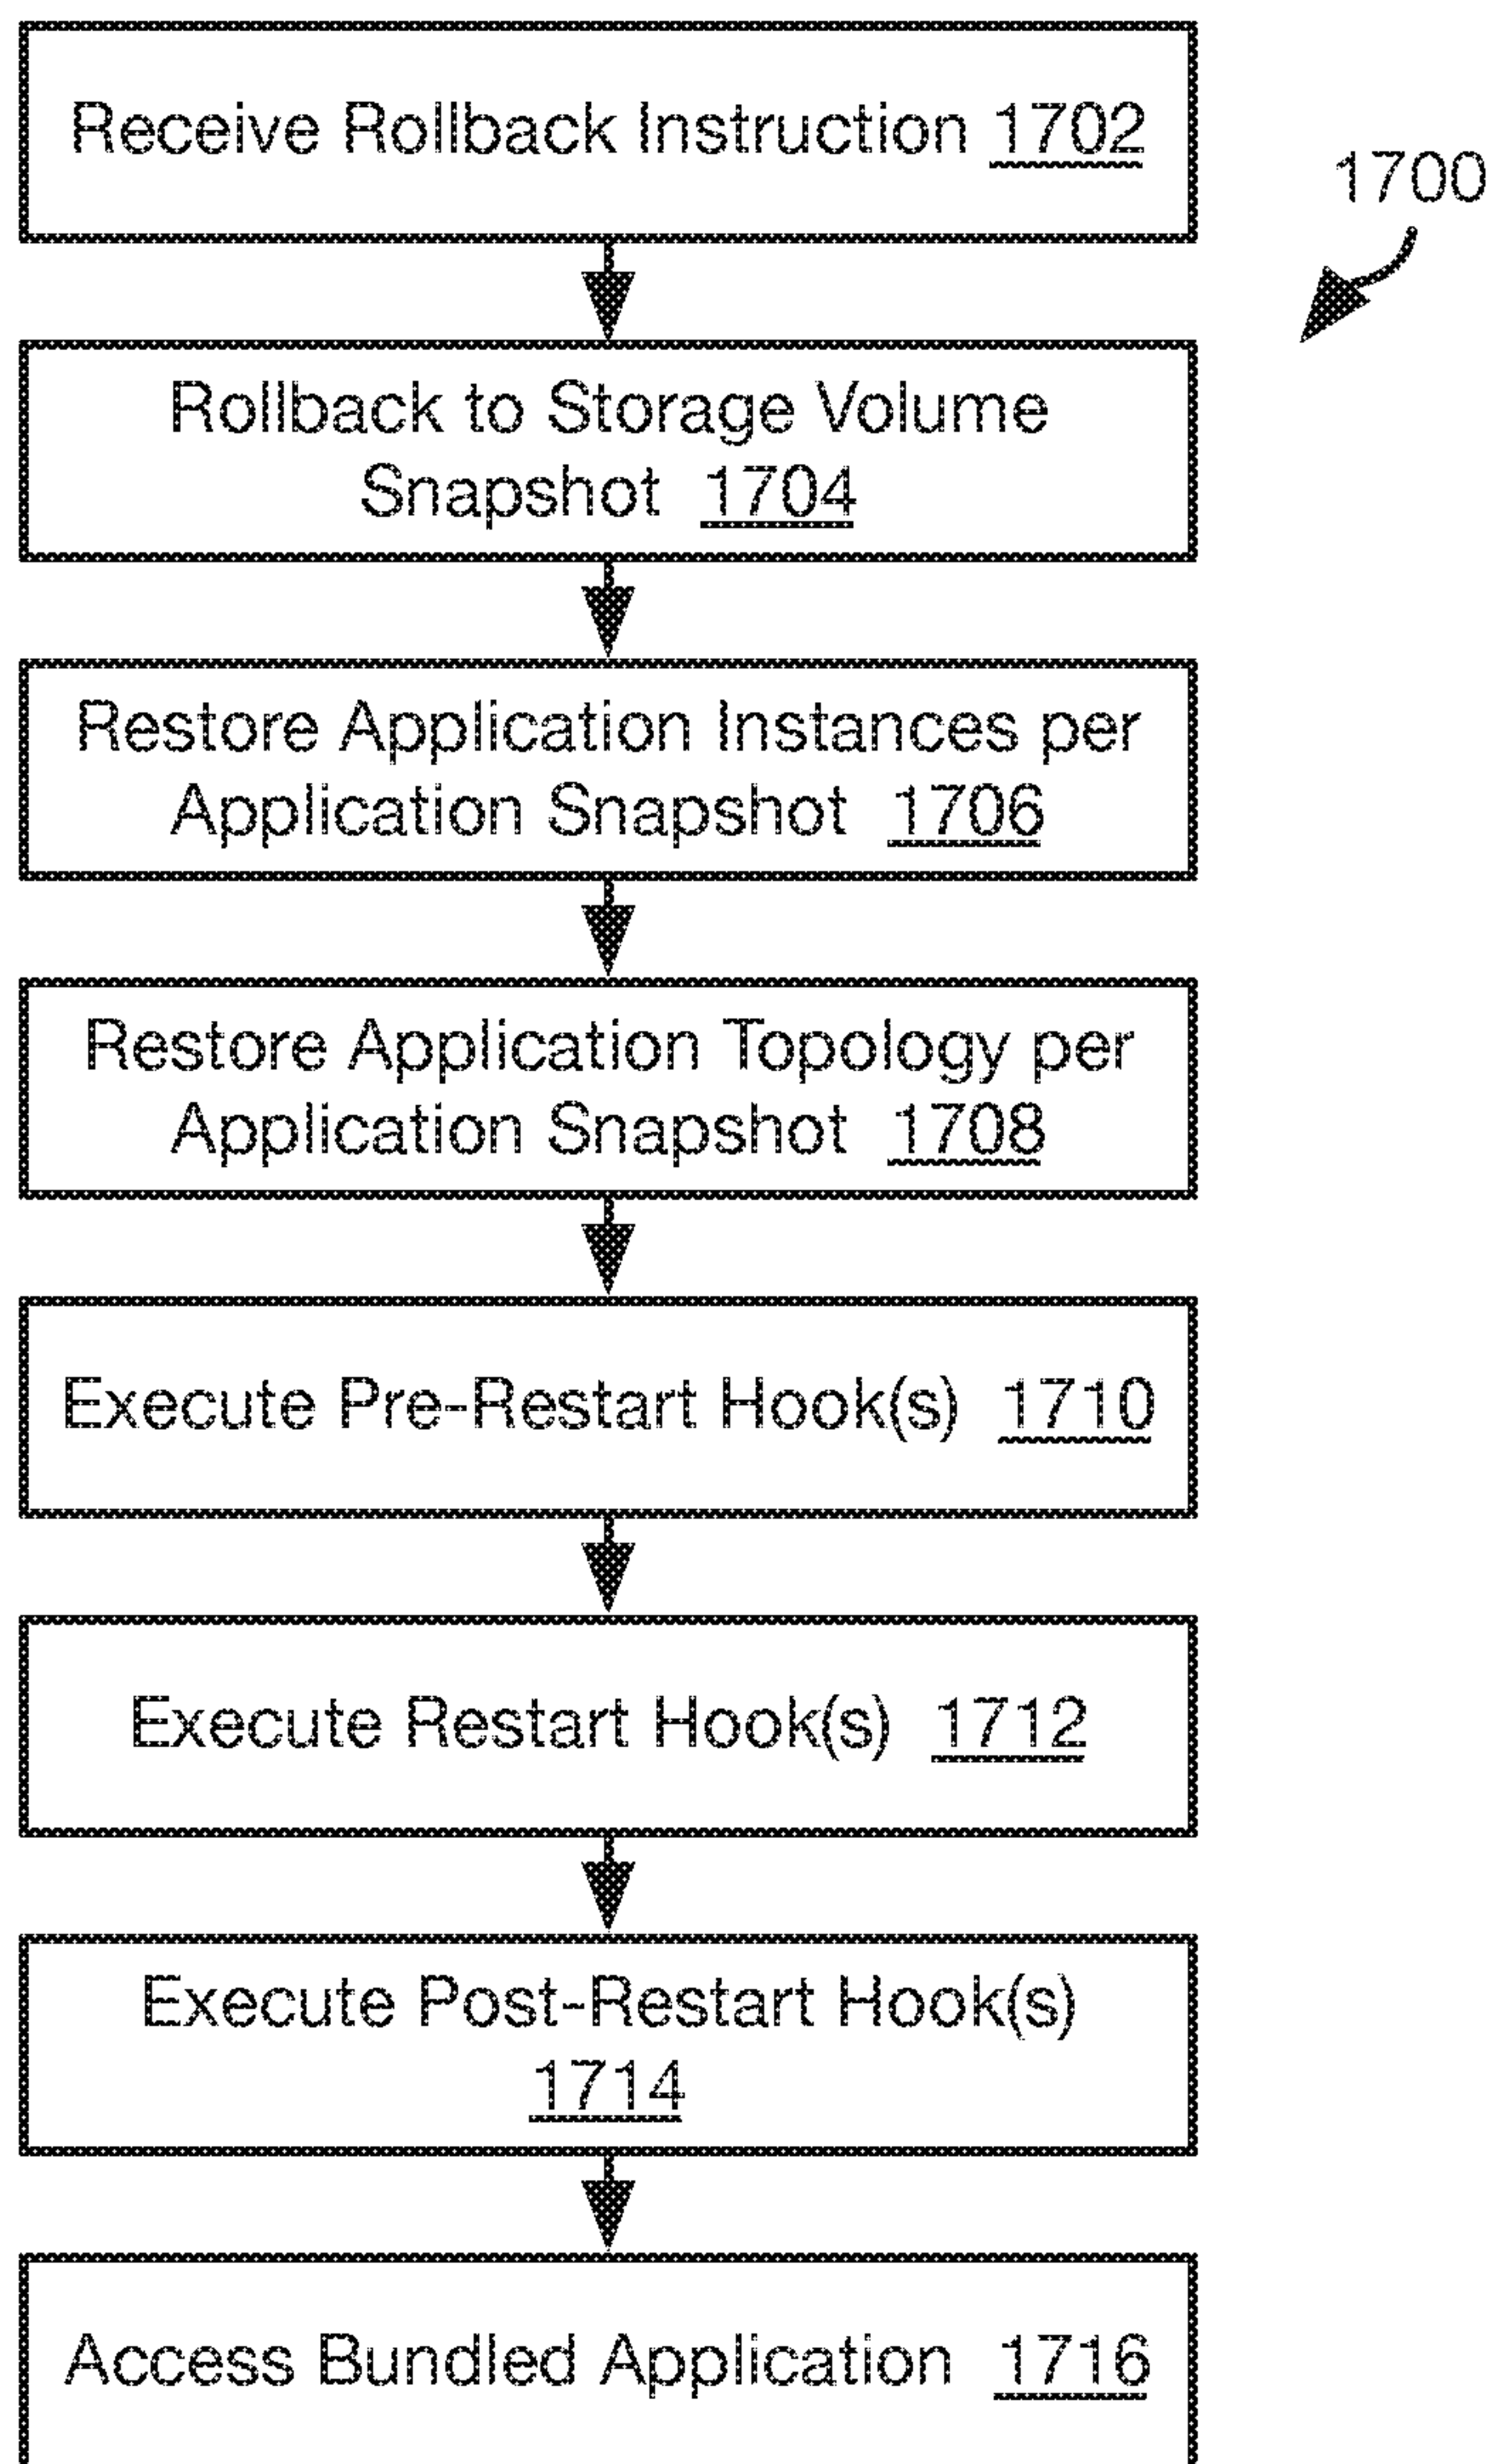 Receive Rollback Instruction 1702
1700
Rollback to Storage Volume
Snapshot 1704
Restore Application Instances per
Application Snapshot 1706
Restore Application Topology per
Application Snapshot 1708
Execute Pre-Restart Hook(s) 1710
Execute Restart Hook(s) 1712
Execute Post-Restart Hook(s)
1714
Access Bundled Application 1716